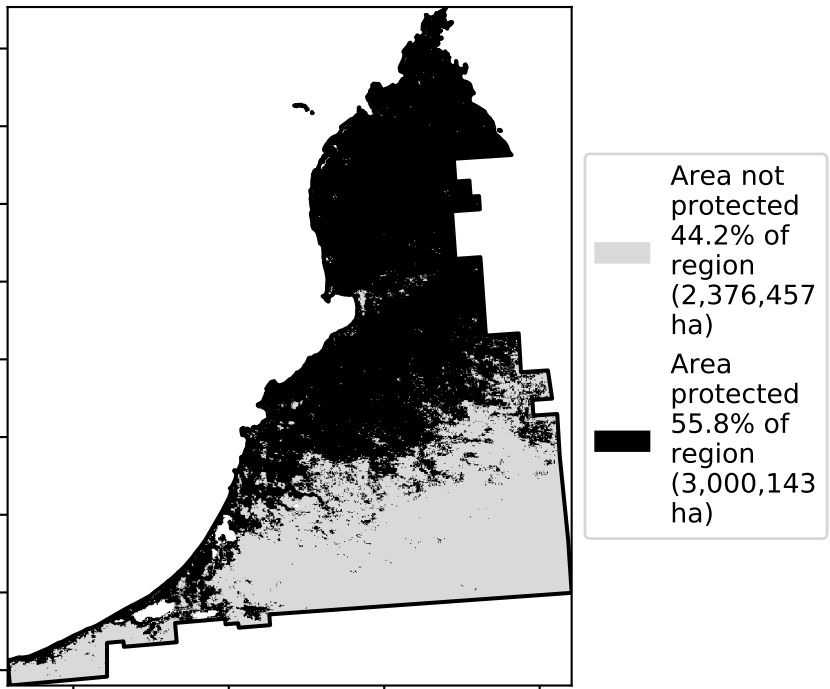 Area not
protected
44.2% of
region
(2,376,457
ha)
Area
protected
55.8% of
region
(3,000,143
ha)